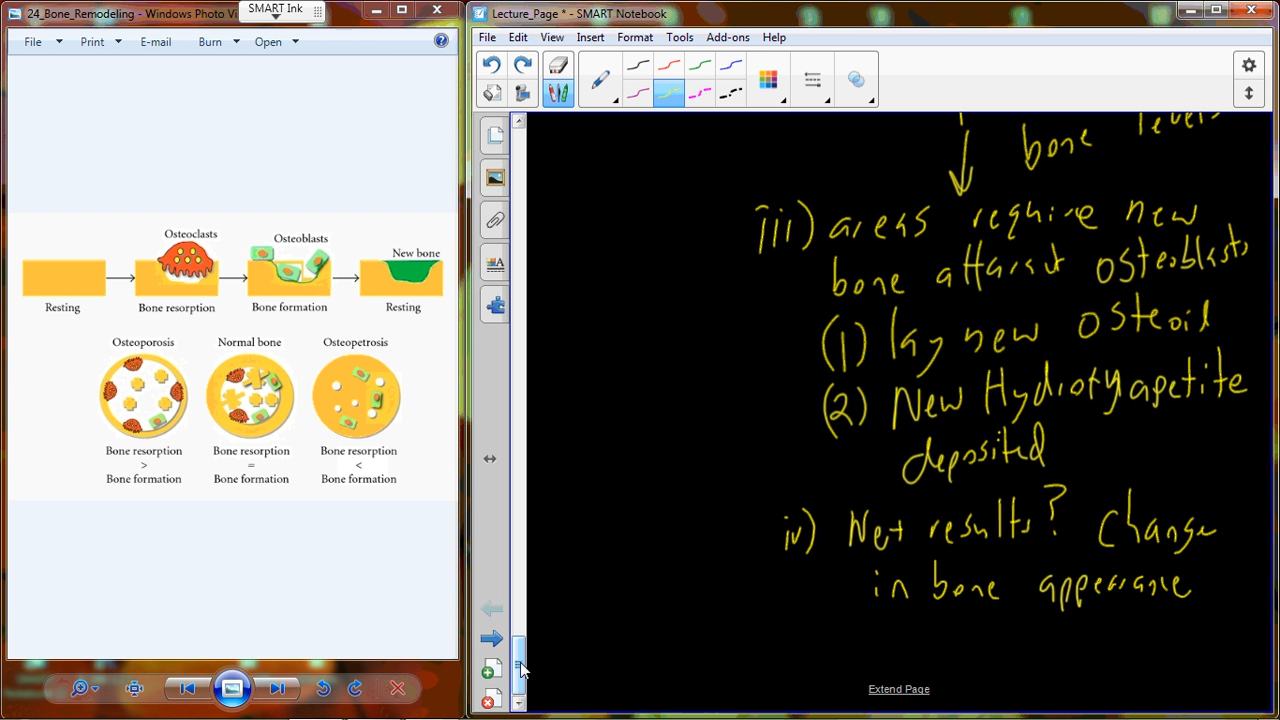 24_Bone_Remodeling - Windows Photo Vi
SMART Ink
File Print E-mail Burn Open
Osteoclasts
Osteoblasts
New bone
Resting
Bone resorption
Bone formation
Resting
Osteoporosis
Normal bone
Osteopetrosis
Bone resorption
>
Bone formation
Bone resorption
=
Bone formation
Bone resorption
<
Bone formation
Lecture_Page * - SMART Notebook
File Edit View Insert Format Tools Add-ons Help
bone levels
iii) areas require new
bone attaract osteoblasts
(1) lay new osteoil
(2) New Hydroxyapetite
deposited
iv) Net results? Change
in bone appearance
Extend Page